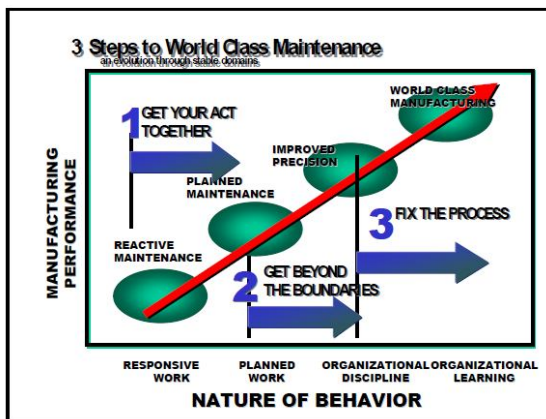 3 Steps to World Class Maintenance
an evolution through stable domains
WORLD CLASS
MANUFACTURING
1 GET YOUR ACT
TOGETHER
IMPROVED
PRECISION
PLANNED
MAINTENANCE
3 FIX THE PROCESS
REACTIVE
MAINTENANCE
2 GET BEYOND
THE BOUNDARIES
MANUFACTURING
PERFORMANCE
RESPONSIVE
WORK
PLANNED
WORK
ORGANIZATIONAL
DISCIPLINE
ORGANIZATIONAL
LEARNING
NATURE OF BEHAVIOR